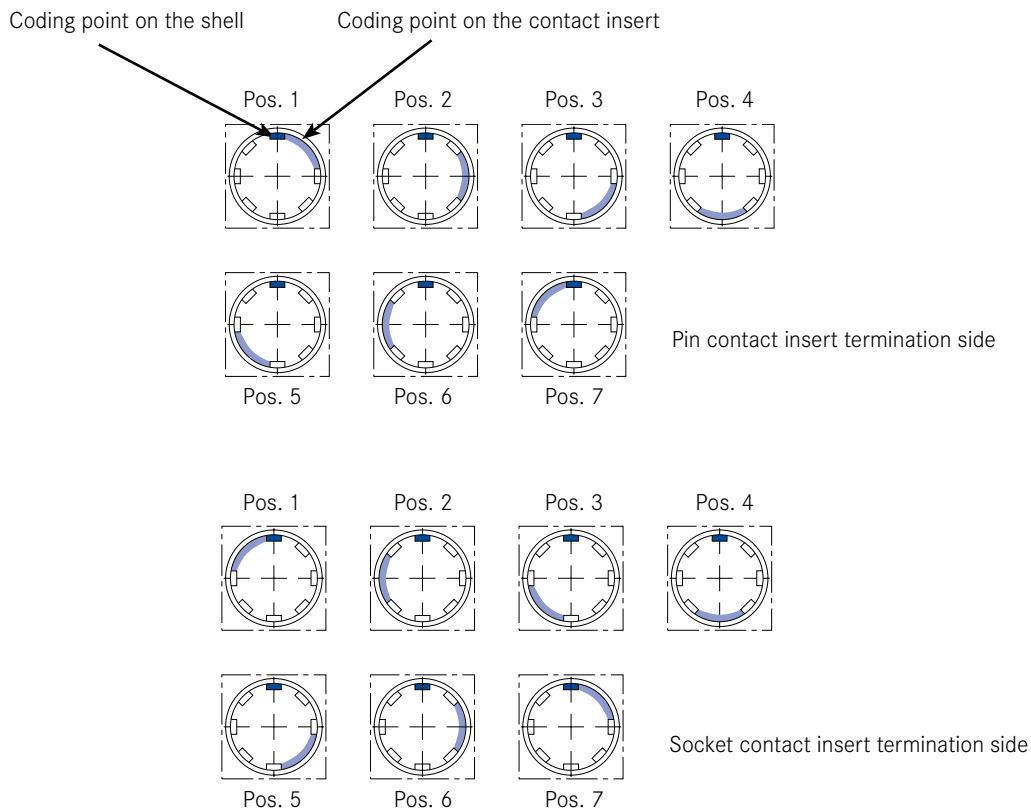 Coding point on the shell
Coding point on the contact insert
Pos. 1
Pos. 2
Pos. 3
Pos. 4
Pin contact insert termination side
Pos. 5
Pos. 6
Pos. 7
Pos. 1
Pos. 2
Pos. 3
Pos. 4
Socket contact insert termination side
Pos. 5
Pos. 6
Pos. 7